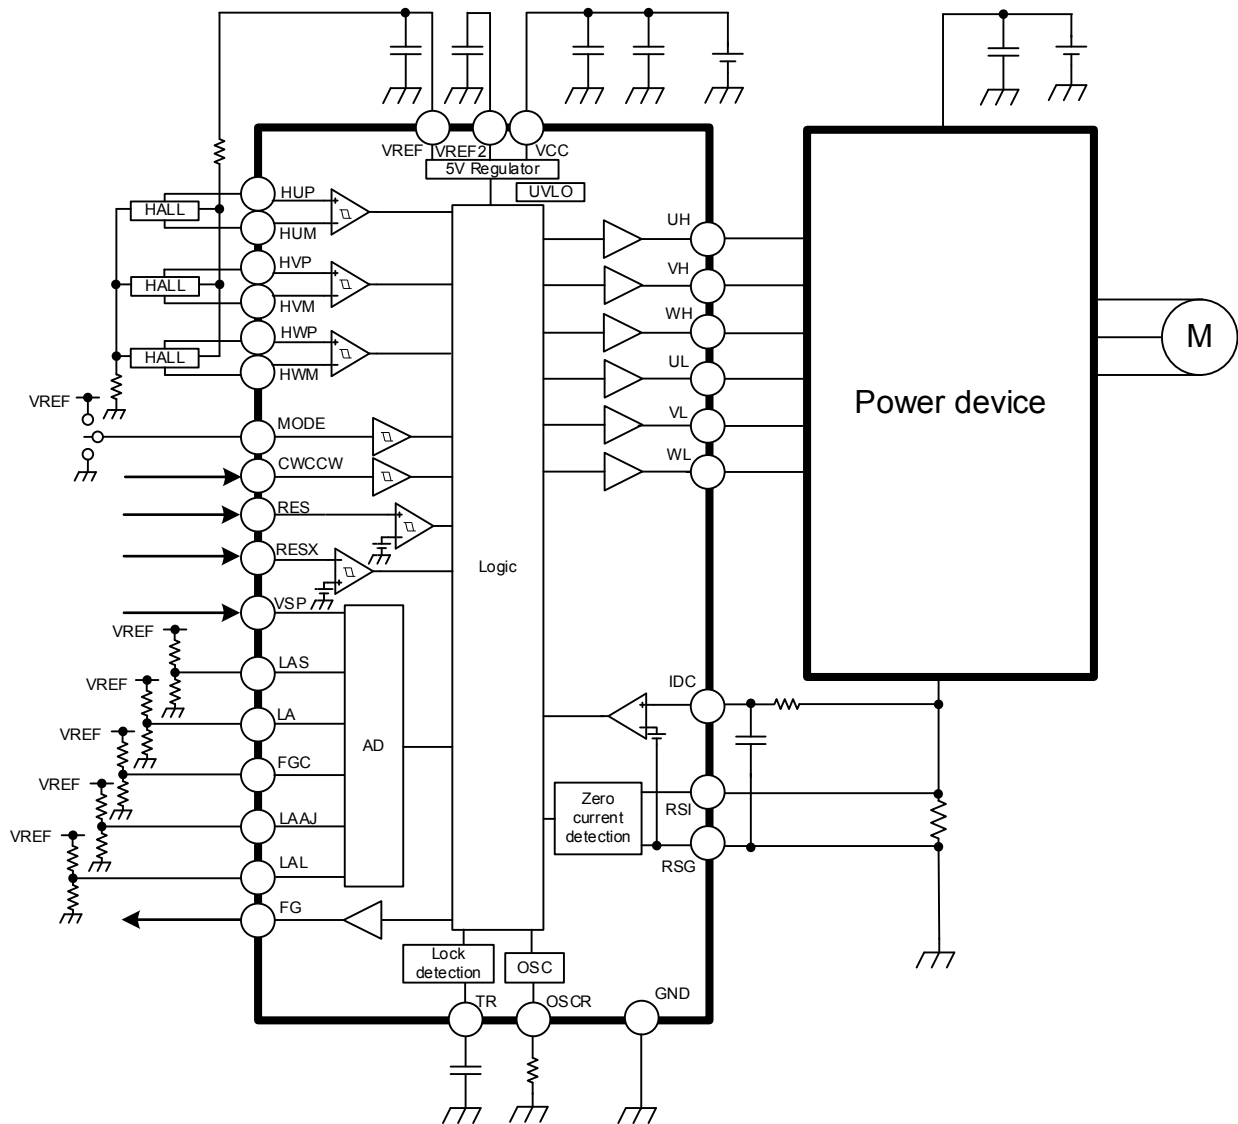 VREF
VREF2
VCC
5V Regulator
UVLO
HALL
HUP
HUM
HALL
HVP
HVM
HALL
HWP
HWM
VREF
MODE
CWCCW
RES
RESX
VSP
VREF
LAS
VREF
LA
VREF
FGC
VREF
LAAJ
VREF
LAL
FG
AD
Logic
UH
VH
WH
UL
VL
WL
Power device
M
IDC
Zero
current
detection
RSI
RSG
Lock
detection
OSC
TR
OSCR
GND